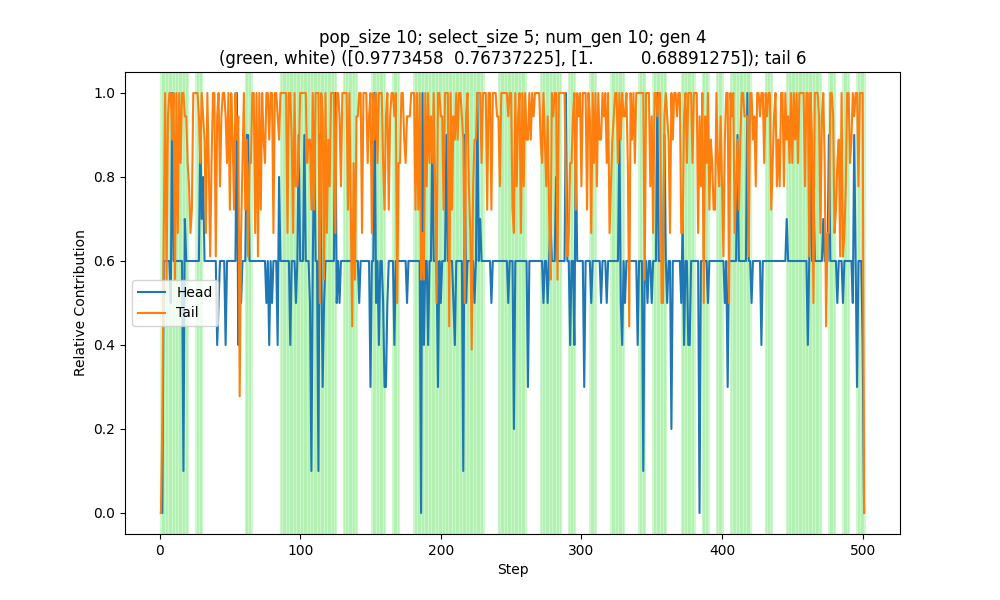 pop_size 10; select_size 5; num_gen 10; gen 4
(green, white) ([0.9773458  0.76737225], [1.         0.68891275]); tail 6
1.0
0.8
0.6
0.4
0.2
0.0
Relative Contribution
Head
Tail
0 100 200 300 400 500
Step